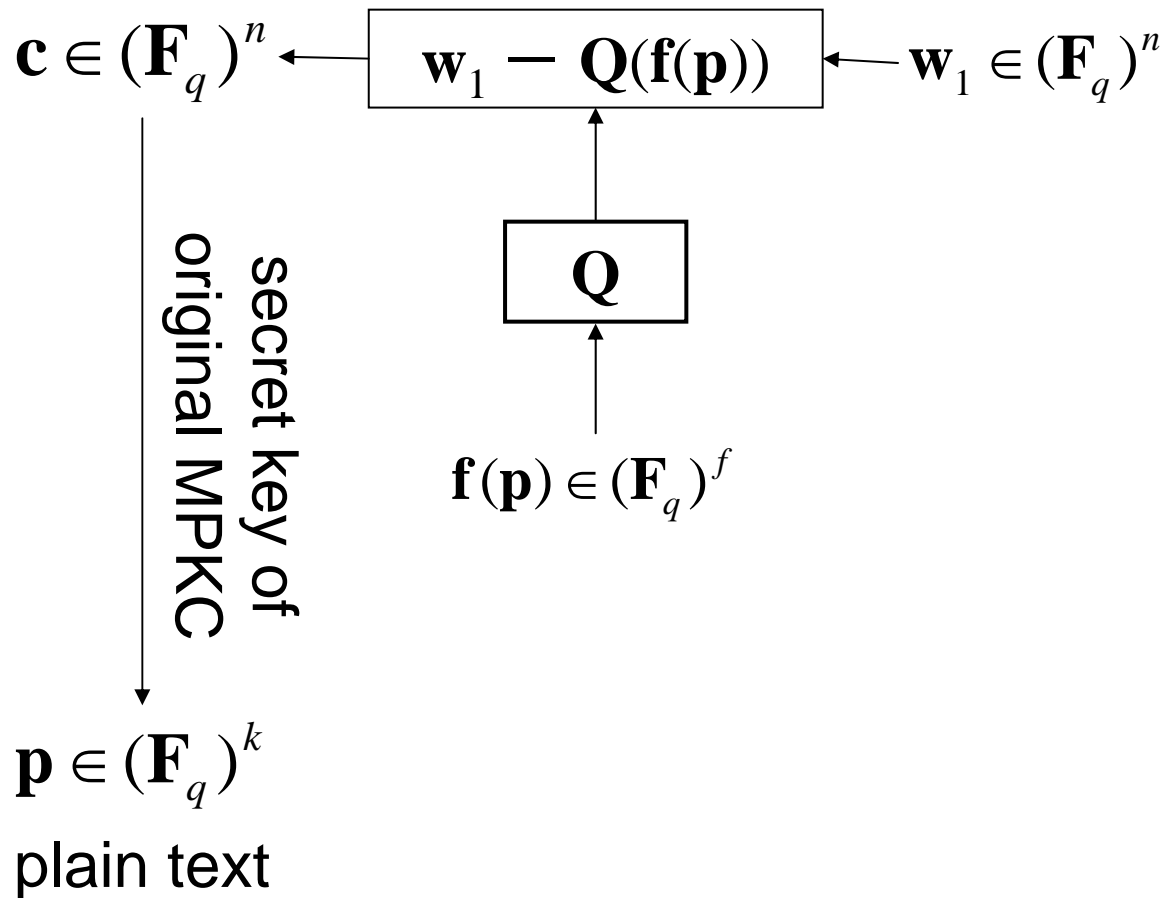 c ∈ (F_q)^n
w_1 − Q(f(p))
w_1 ∈ (F_q)^n
Q
f(p) ∈ (F_q)^f
secret key of
original MPKC
p ∈ (F_q)^k
plain text